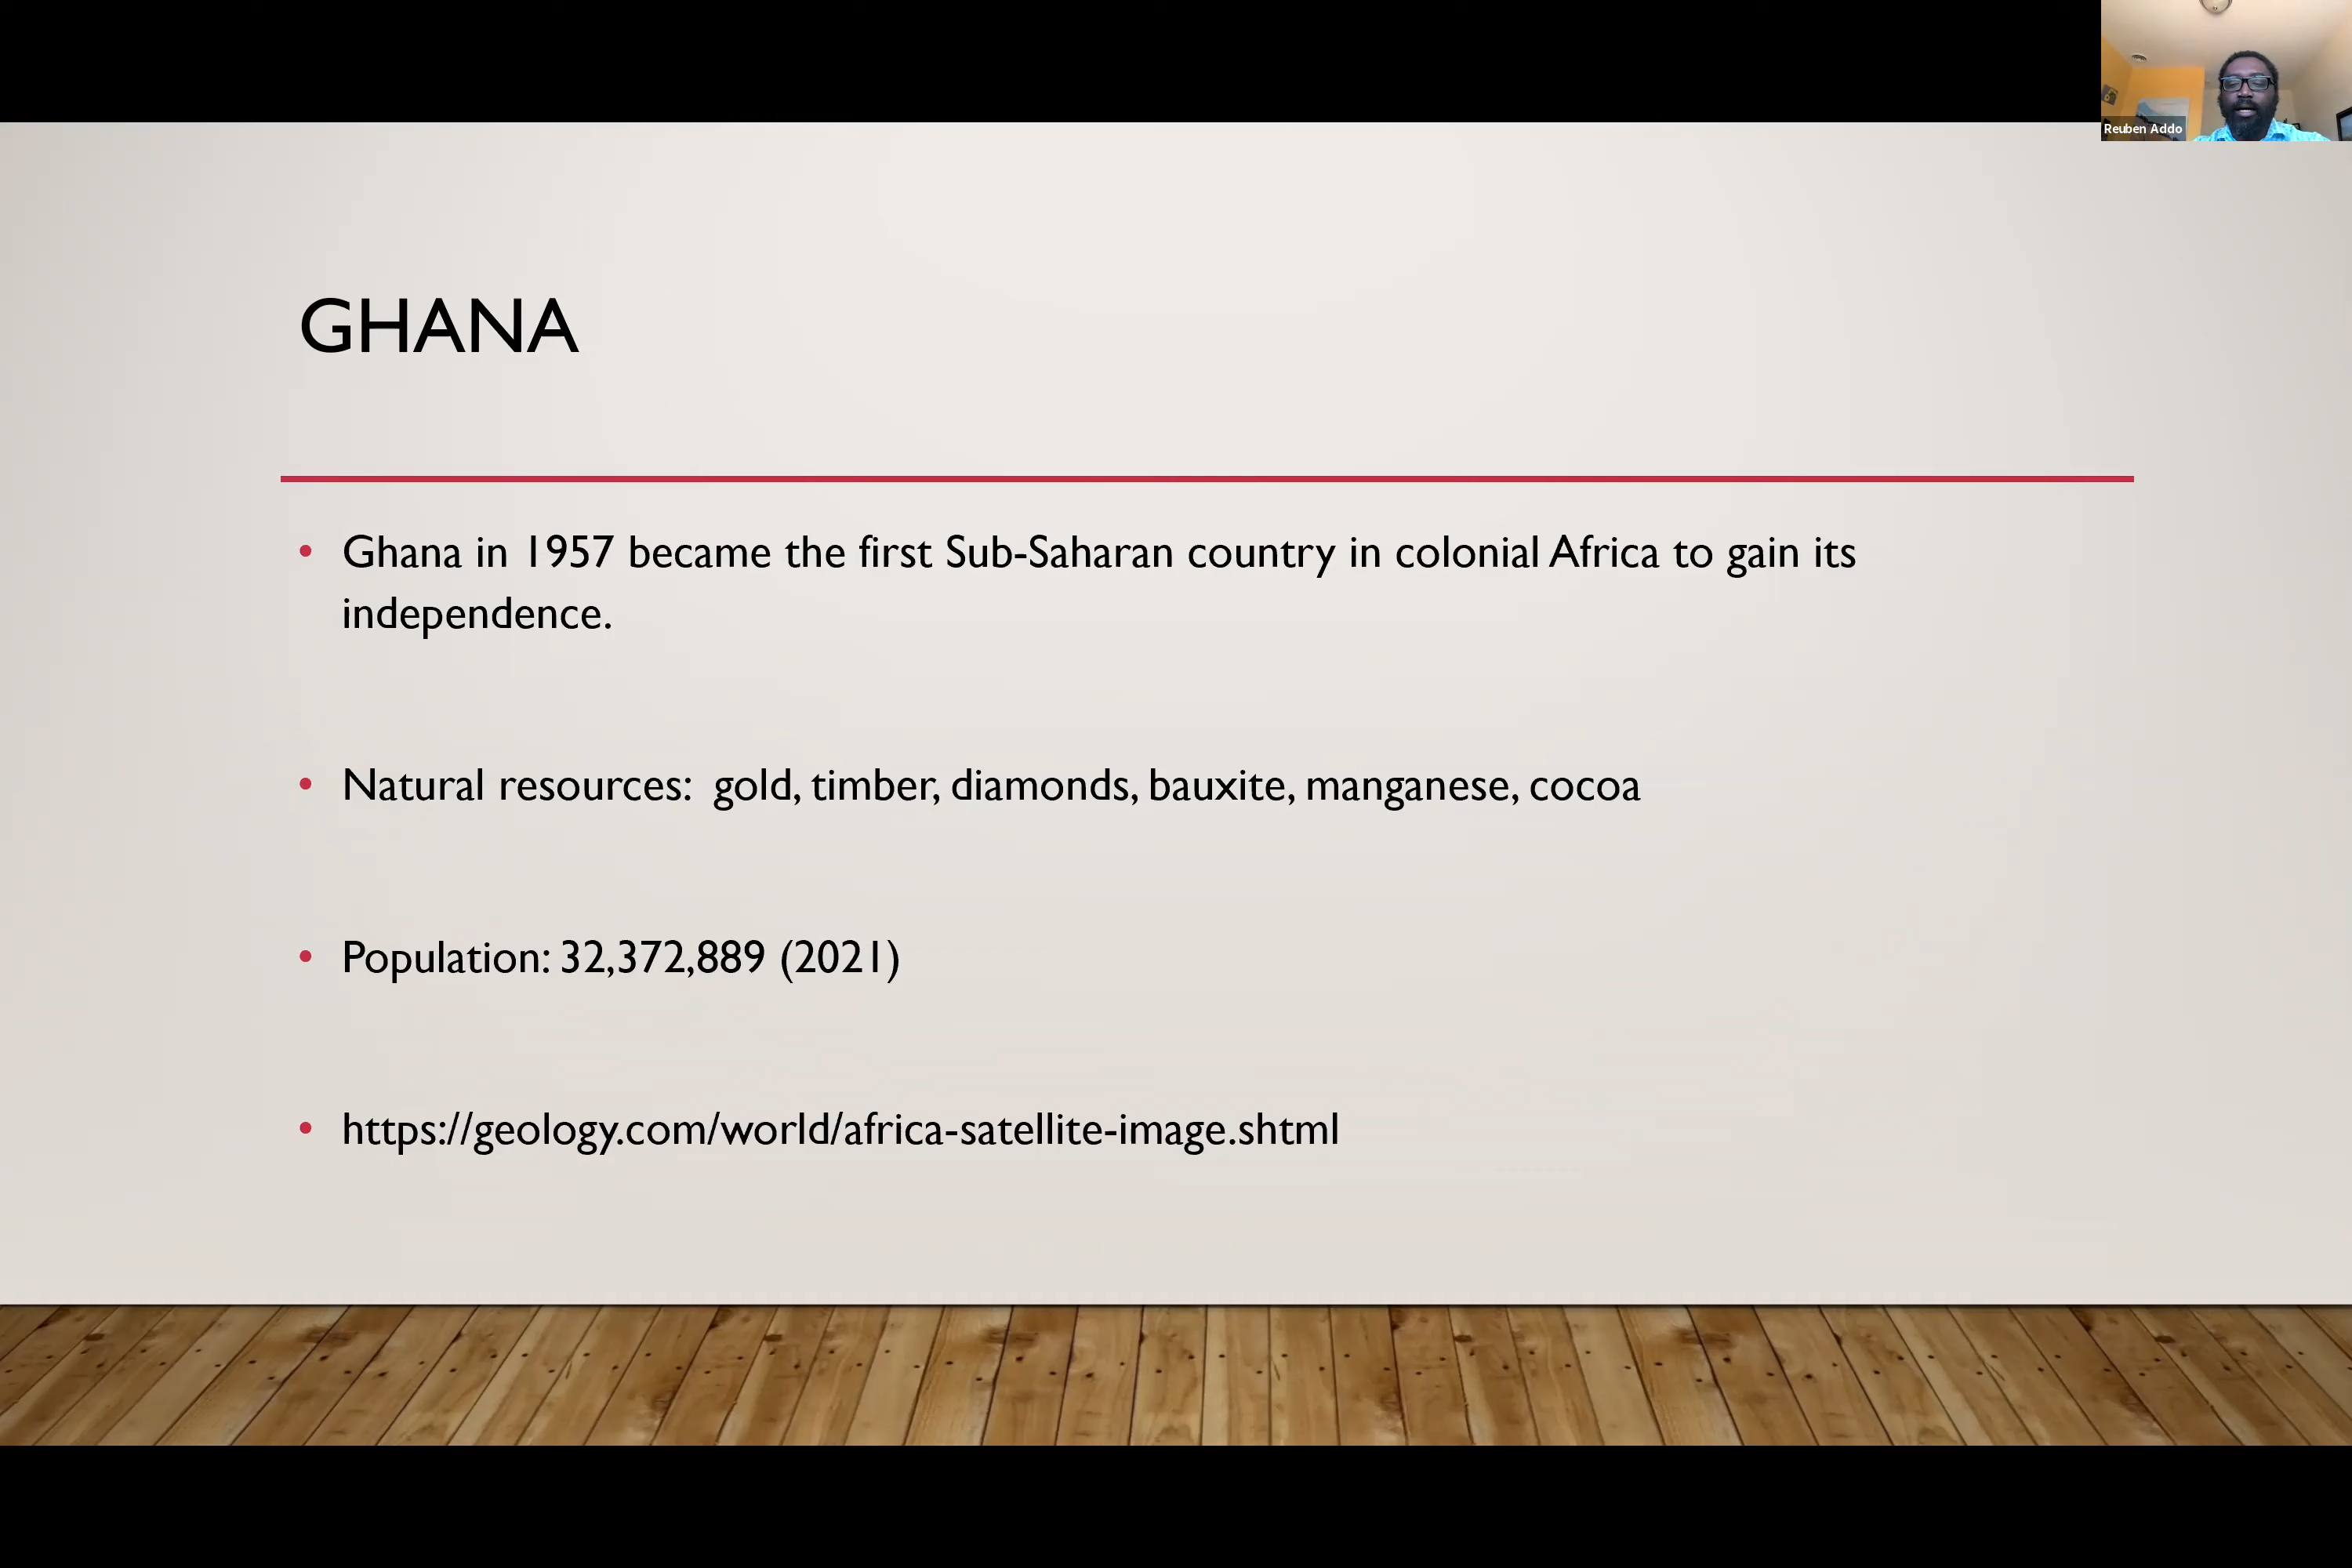 Reuben Addo
GHANA
• Ghana in 1957 became the first Sub-Saharan country in colonial Africa to gain its
independence.
• Natural resources:  gold, timber, diamonds, bauxite, manganese, cocoa
• Population: 32,372,889 (2021)
• https://geology.com/world/africa-satellite-image.shtml